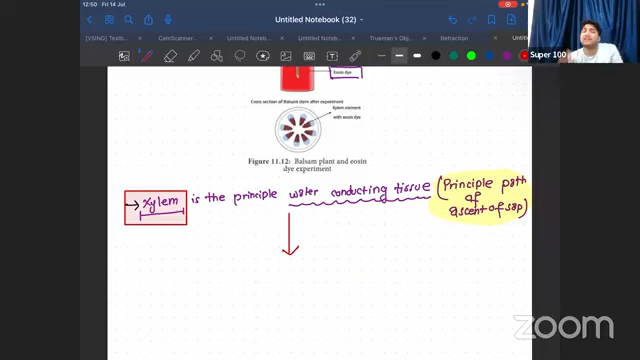 12:50 Fri 14 Jul
Untitled Notebook (32)
[VSING] Textb
CamScanner
Untitled Note
Untitled Noteb
Trueman's Obj
Refraction
Untit
Super 100
Eosin dye
Cross section of Balsam stem after experiment
Xylem element
with eosin dye
Figure 11.12: Balsam plant and eosin
dye experiment
→ Xylem is the principle water conducting tissue (Principle path
of
ascent of sap)
zoom